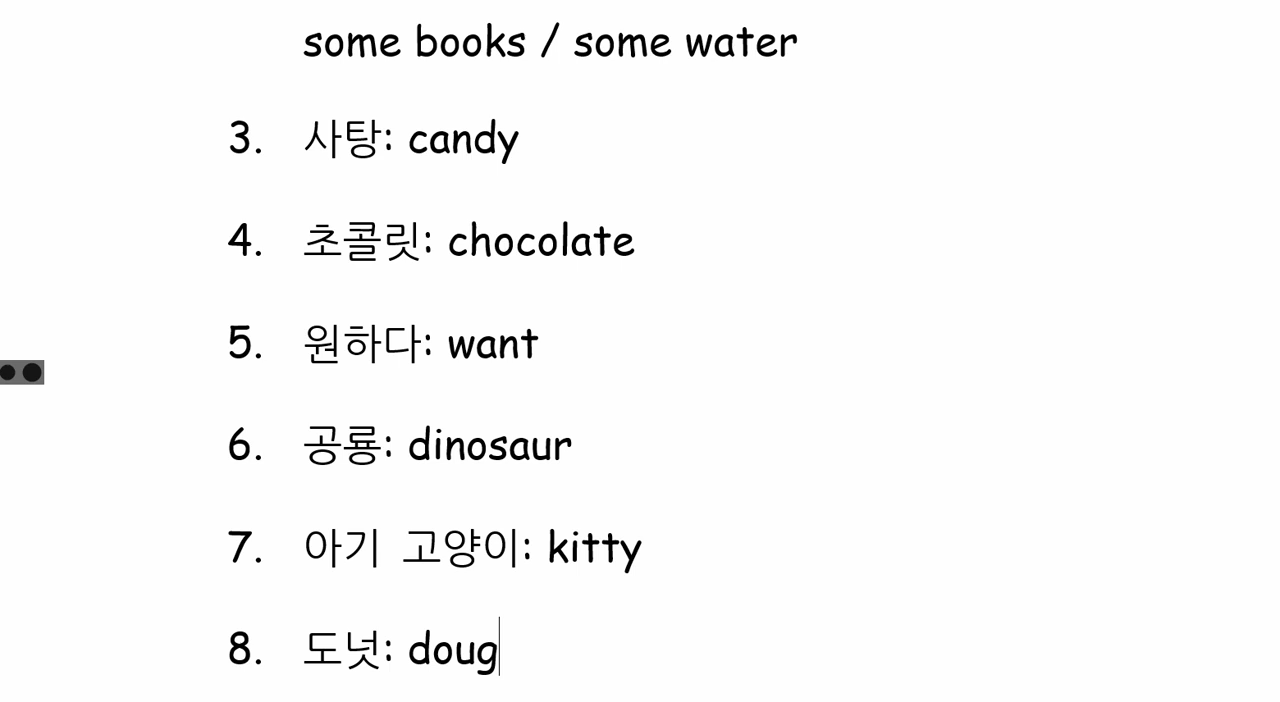 some books / some water
3. 사탕: candy
4. 초콜릿: chocolate
5. 원하다: want
6. 공룡: dinosaur
7. 아기 고양이: kitty
8. 도넛: doug